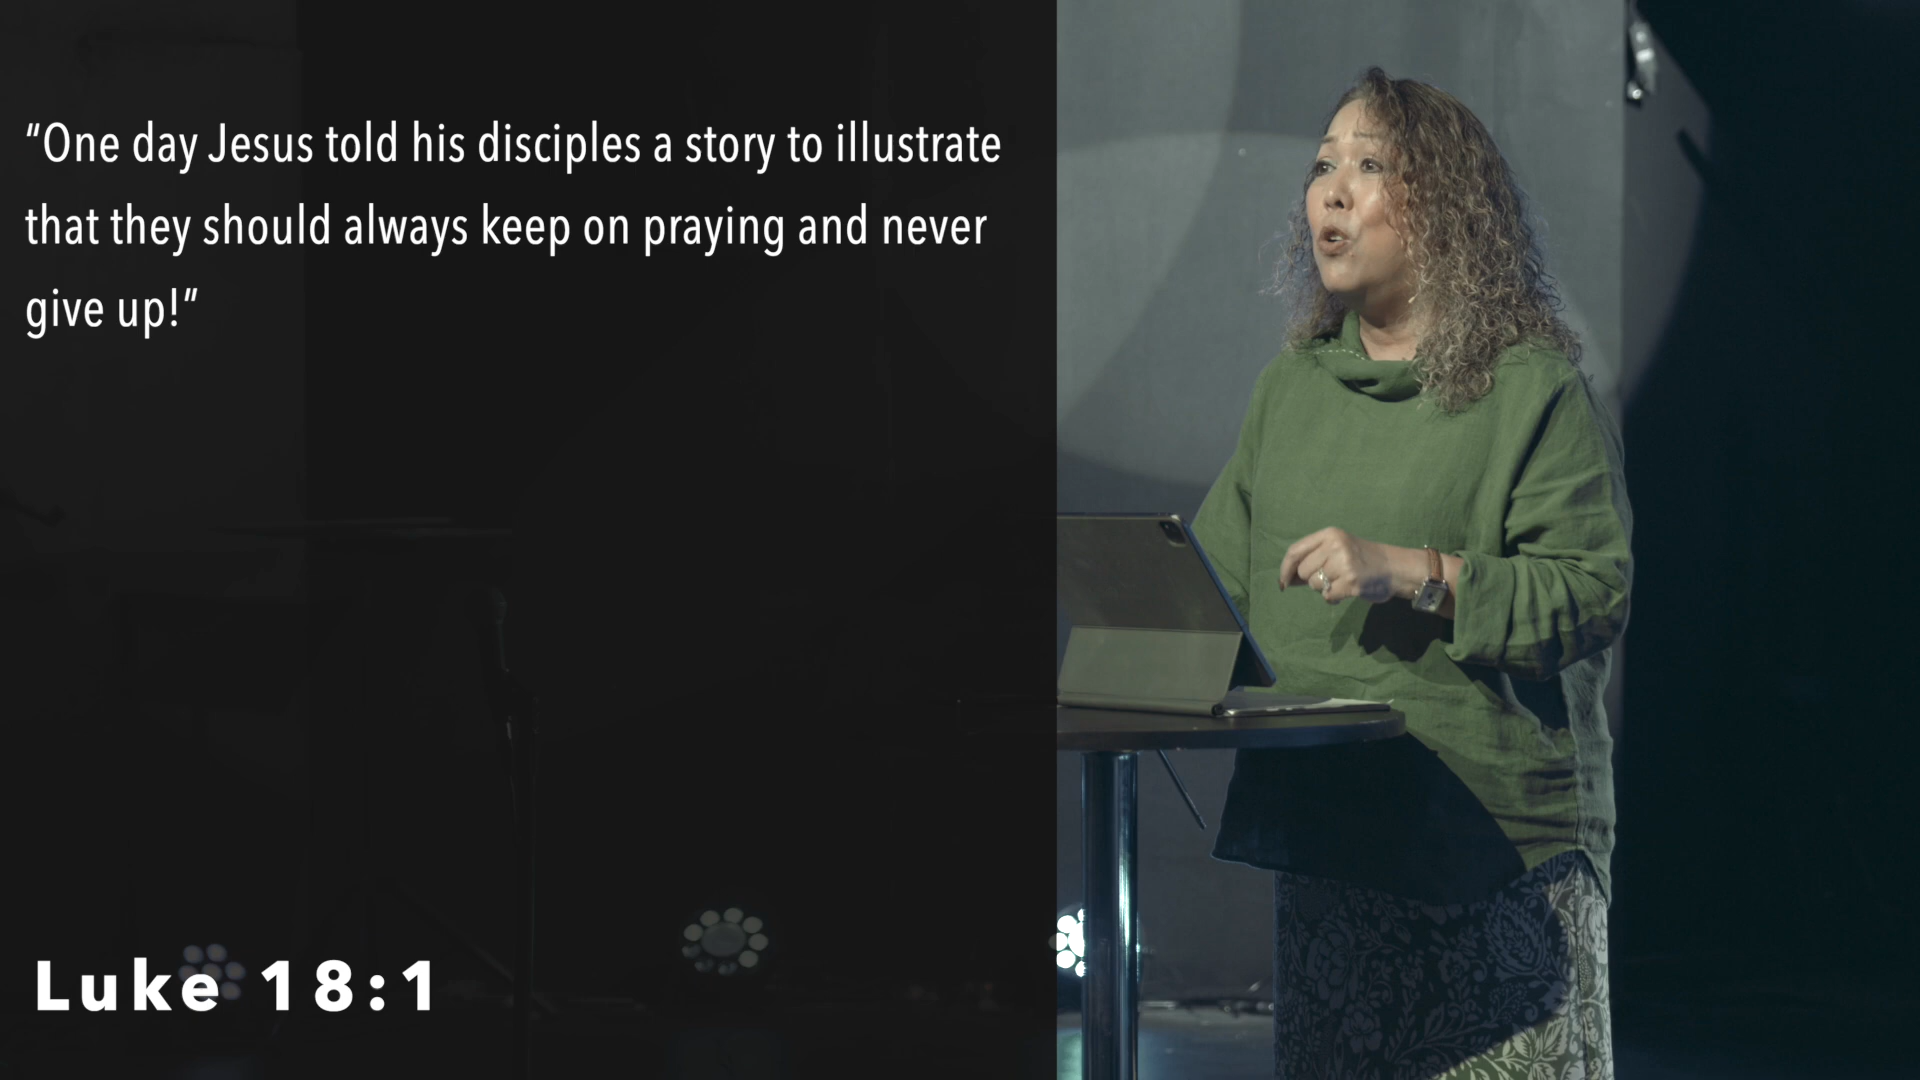 “One day Jesus told his disciples a story to illustrate
that they should always keep on praying and never
give up!”
Luke 18:1